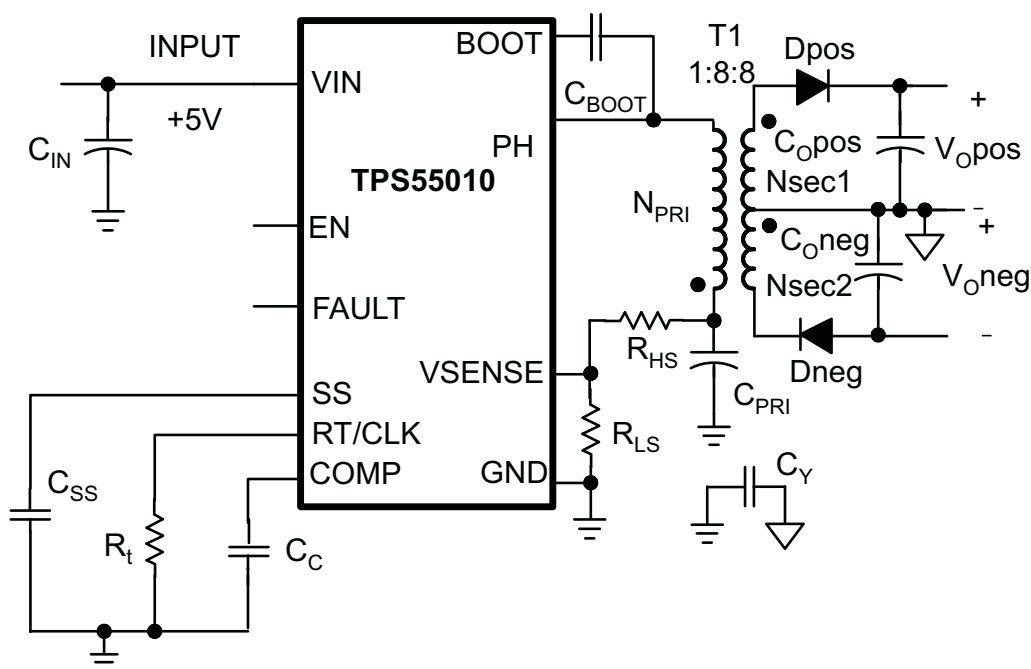 INPUT
+5V
C_IN
VIN
EN
FAULT
SS
RT/CLK
COMP
TPS55010
BOOT
PH
VSENSE
GND
C_BOOT
T1
1:8:8
Dpos
+
C_Opos
V_Opos
Nsec1
-
N_PRI
+
C_Oneg
V_Oneg
Nsec2
-
Dneg
R_HS
C_PRI
R_LS
C_Y
C_SS
R_t
C_C